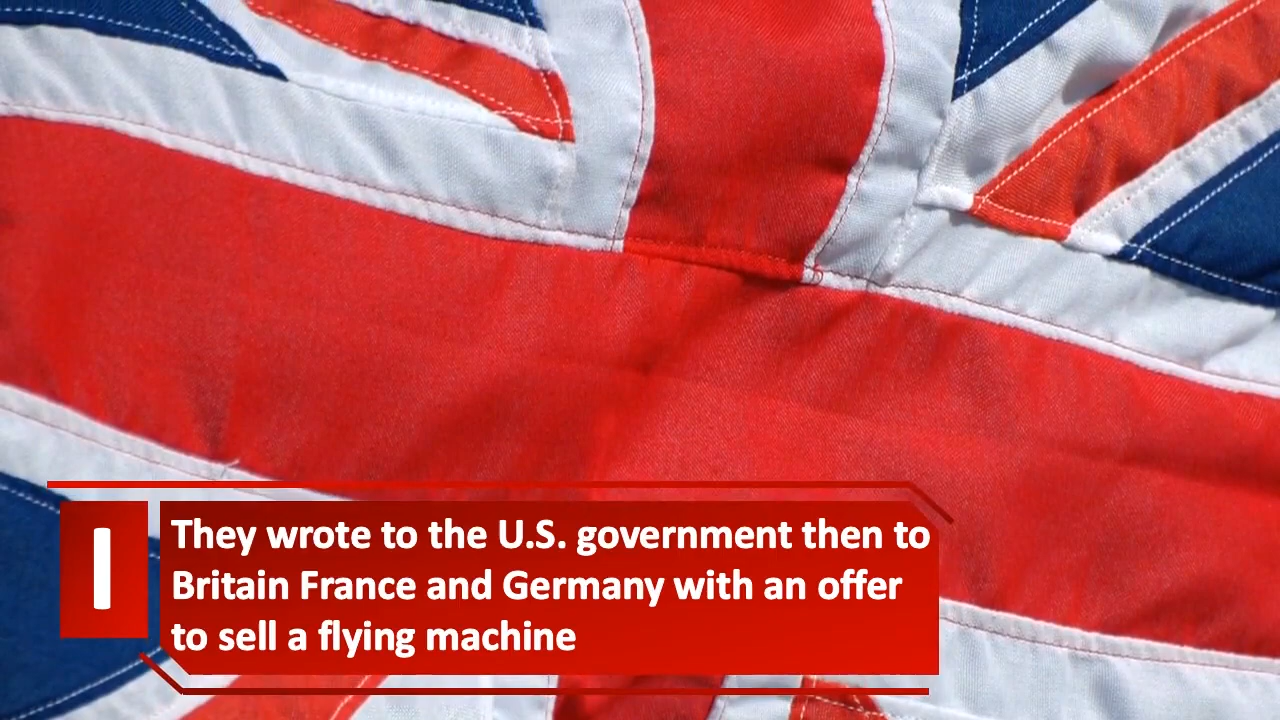 I
They wrote to the U.S. government then to
Britain France and Germany with an offer
to sell a flying machine